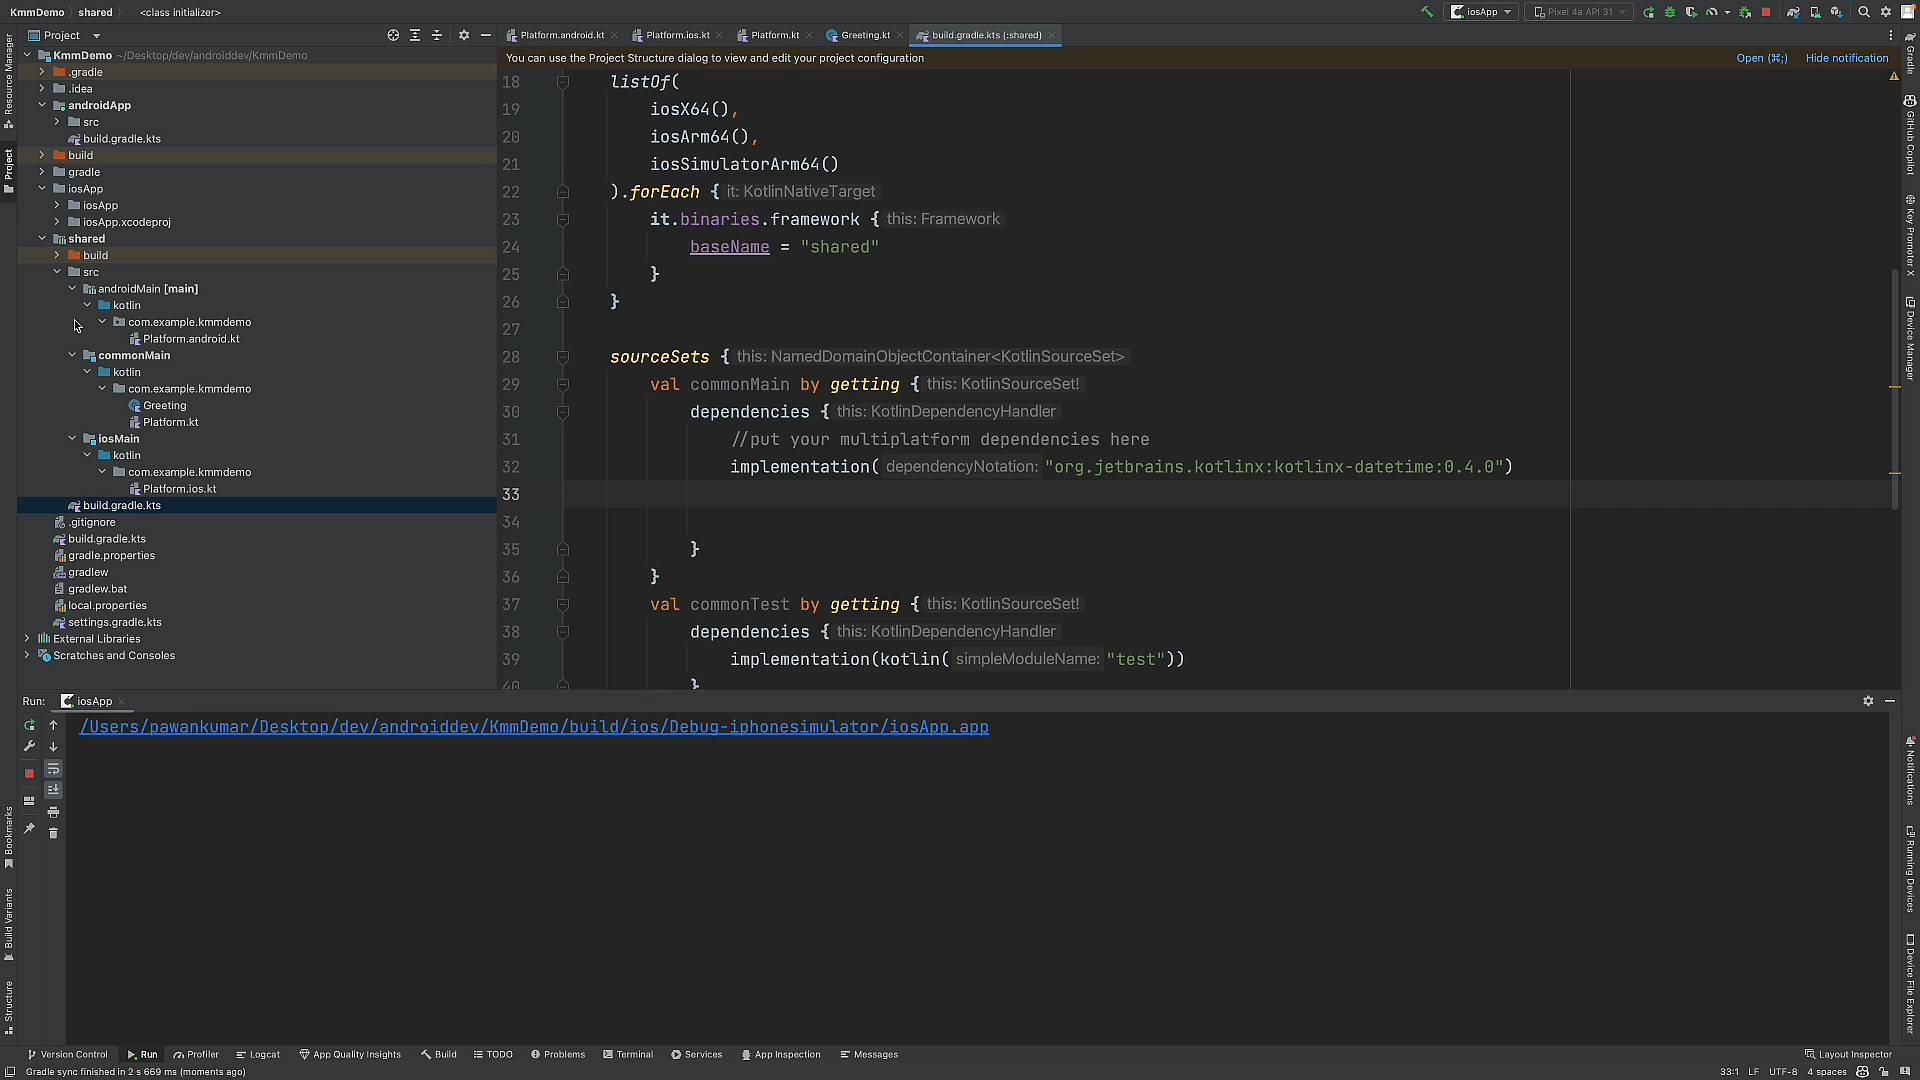 KmmDemo shared <class initializer>
iosApp
Pixel 4a API 31
Project
Platform.android.kt
Platform.ios.kt
Platform.kt
Greeting.kt
build.gradle.kts (:shared)
You can use the Project Structure dialog to view and edit your project configuration
Open (⌘;)
Hide notification
KmmDemo ~/Desktop/dev/androiddev/KmmDemo
.gradle
.idea
androidApp
src
build.gradle.kts
build
gradle
iosApp
iosApp
iosApp.xcodeproj
shared
build
src
androidMain [main]
kotlin
com.example.kmmdemo
Platform.android.kt
commonMain
kotlin
com.example.kmmdemo
Greeting
Platform.kt
iosMain
kotlin
com.example.kmmdemo
Platform.ios.kt
build.gradle.kts
.gitignore
build.gradle.kts
gradle.properties
gradlew
gradlew.bat
local.properties
settings.gradle.kts
External Libraries
Scratches and Consoles
18 listOf(
19 iosX64(),
20 iosArm64(),
21 iosSimulatorArm64()
22 ).forEach { it: KotlinNativeTarget
23 it.binaries.framework { this: Framework
24 baseName = "shared"
25 }
26 }
27
28 sourceSets { this: NamedDomainObjectContainer<KotlinSourceSet>
29 val commonMain by getting { this: KotlinSourceSet!
30 dependencies { this: KotlinDependencyHandler
31 //put your multiplatform dependencies here
32 implementation( dependencyNotation: "org.jetbrains.kotlinx:kotlinx-datetime:0.4.0")
33
34
35 }
36 }
37 val commonTest by getting { this: KotlinSourceSet!
38 dependencies { this: KotlinDependencyHandler
39 implementation(kotlin( simpleModuleName: "test"))
40 }
Resource Manager
Project
Bookmarks
Build Variants
Structure
Gradle
GitHub Copilot
Key Promoter X
Device Manager
Notifications
Running Devices
Device File Explorer
Run: iosApp
/Users/pawankumar/Desktop/dev/androiddev/KmmDemo/build/ios/Debug-iphonesimulator/iosApp.app
Version Control Run Profiler Logcat App Quality Insights Build TODO Problems Terminal Services App Inspection Messages Layout Inspector
Gradle sync finished in 2 s 669 ms (moments ago) 33:1 LF UTF-8 4 spaces